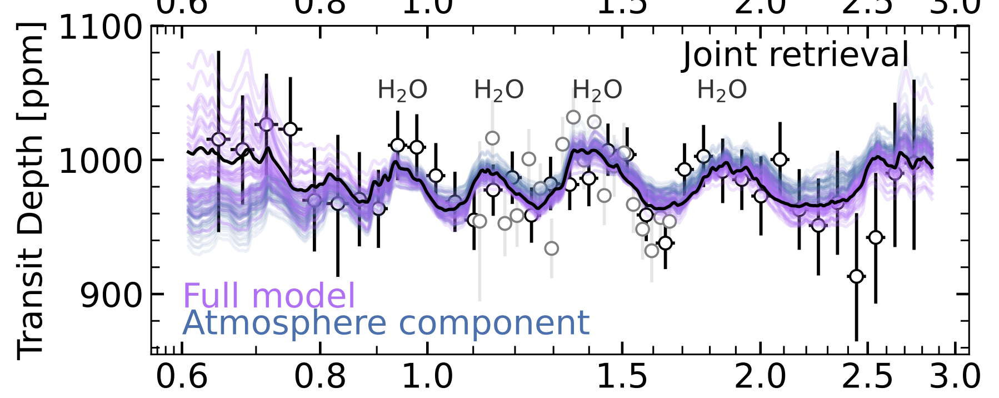 0.6 0.8 1.0 1.5 2.0 2.5 3.0
Transit Depth [ppm]
1100
1000
900
Joint retrieval
H₂O H₂O H₂O H₂O
Full model
Atmosphere component
0.6 0.8 1.0 1.5 2.0 2.5 3.0